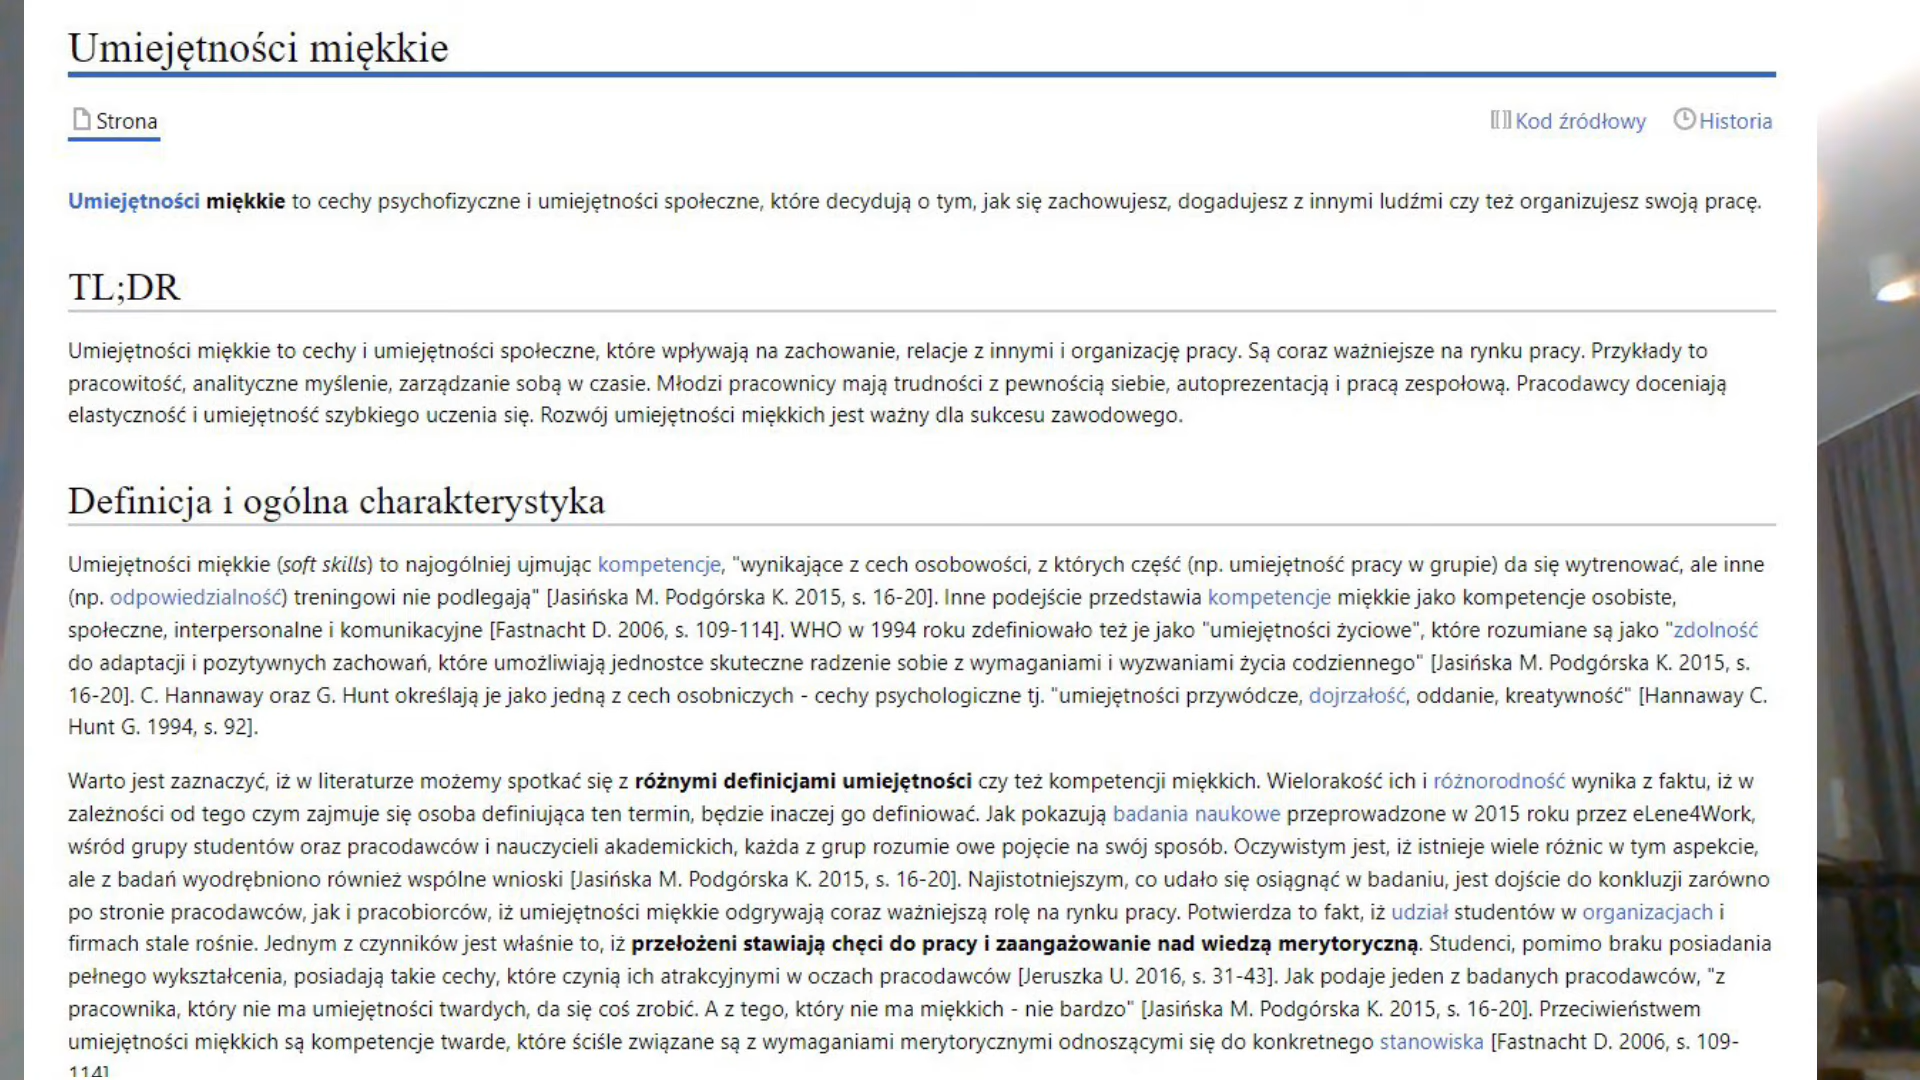 Umiejętności miękkie
Strona
Kod źródłowy
Historia
Umiejętności miękkie to cechy psychofizyczne i umiejętności społeczne, które decydują o tym, jak się zachowujesz, dogadujesz z innymi ludźmi czy też organizujesz swoją pracę.
TL;DR
Umiejętności miękkie to cechy i umiejętności społeczne, które wpływają na zachowanie, relacje z innymi i organizację pracy. Są coraz ważniejsze na rynku pracy. Przykłady to
pracowitość, analityczne myślenie, zarządzanie sobą w czasie. Młodzi pracownicy mają trudności z pewnością siebie, autoprezentacją i pracą zespołową. Pracodawcy doceniają
elastyczność i umiejętność szybkiego uczenia się. Rozwój umiejętności miękkich jest ważny dla sukcesu zawodowego.
Definicja i ogólna charakterystyka
Umiejętności miękkie (soft skills) to najogólniej ujmując kompetencje, "wynikające z cech osobowości, z których część (np. umiejętność pracy w grupie) da się wytrenować, ale inne
(np. odpowiedzialność) treningowi nie podlegają" [Jasińska M. Podgórska K. 2015, s. 16-20]. Inne podejście przedstawia kompetencje miękkie jako kompetencje osobiste,
społeczne, interpersonalne i komunikacyjne [Fastnacht D. 2006, s. 109-114]. WHO w 1994 roku zdefiniowało też je jako "umiejętności życiowe", które rozumiane są jako "zdolność
do adaptacji i pozytywnych zachowań, które umożliwiają jednostce skuteczne radzenie sobie z wymaganiami i wyzwaniami życia codziennego" [Jasińska M. Podgórska K. 2015, s.
16-20]. C. Hannaway oraz G. Hunt określają je jako jedną z cech osobniczych - cechy psychologiczne tj. "umiejętności przywódcze, dojrzałość, oddanie, kreatywność" [Hannaway C.
Hunt G. 1994, s. 92].
Warto jest zaznaczyć, iż w literaturze możemy spotkać się z różnymi definicjami umiejętności czy też kompetencji miękkich. Wielorakość ich i różnorodność wynika z faktu, iż w
zależności od tego czym zajmuje się osoba definiująca ten termin, będzie inaczej go definiować. Jak pokazują badania naukowe przeprowadzone w 2015 roku przez eLene4Work,
wśród grupy studentów oraz pracodawców i nauczycieli akademickich, każda z grup rozumie owe pojęcie na swój sposób. Oczywistym jest, iż istnieje wiele różnic w tym aspekcie,
ale z badań wyodrębniono również wspólne wnioski [Jasińska M. Podgórska K. 2015, s. 16-20]. Najistotniejszym, co udało się osiągnąć w badaniu, jest dojście do konkluzji zarówno
po stronie pracodawców, jak i pracobiorców, iż umiejętności miękkie odgrywają coraz ważniejszą rolę na rynku pracy. Potwierdza to fakt, iż udział studentów w organizacjach i
firmach stale rośnie. Jednym z czynników jest właśnie to, iż przełożeni stawiają chęci do pracy i zaangażowanie nad wiedzą merytoryczną. Studenci, pomimo braku posiadania
pełnego wykształcenia, posiadają takie cechy, które czynią ich atrakcyjnymi w oczach pracodawców [Jeruszka U. 2016, s. 31-43]. Jak podaje jeden z badanych pracodawców, "z
pracownika, który nie ma umiejętności twardych, da się coś zrobić. A z tego, który nie ma miękkich - nie bardzo" [Jasińska M. Podgórska K. 2015, s. 16-20]. Przeciwieństwem
umiejętności miękkich są kompetencje twarde, które ściśle związane są z wymaganiami merytorycznymi odnoszącymi się do konkretnego stanowiska [Fastnacht D. 2006, s. 109-
114]